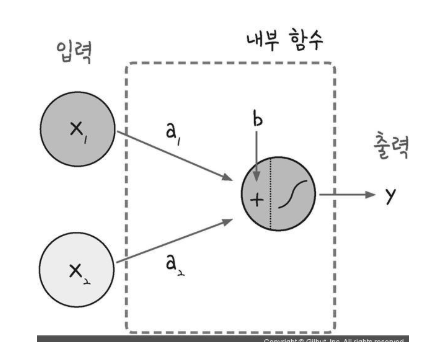 입력
내부 함수
x₁
a₁
b
출력
+
y
x₂
a₂
Copyright © Gilbut, Inc. All rights reserved.